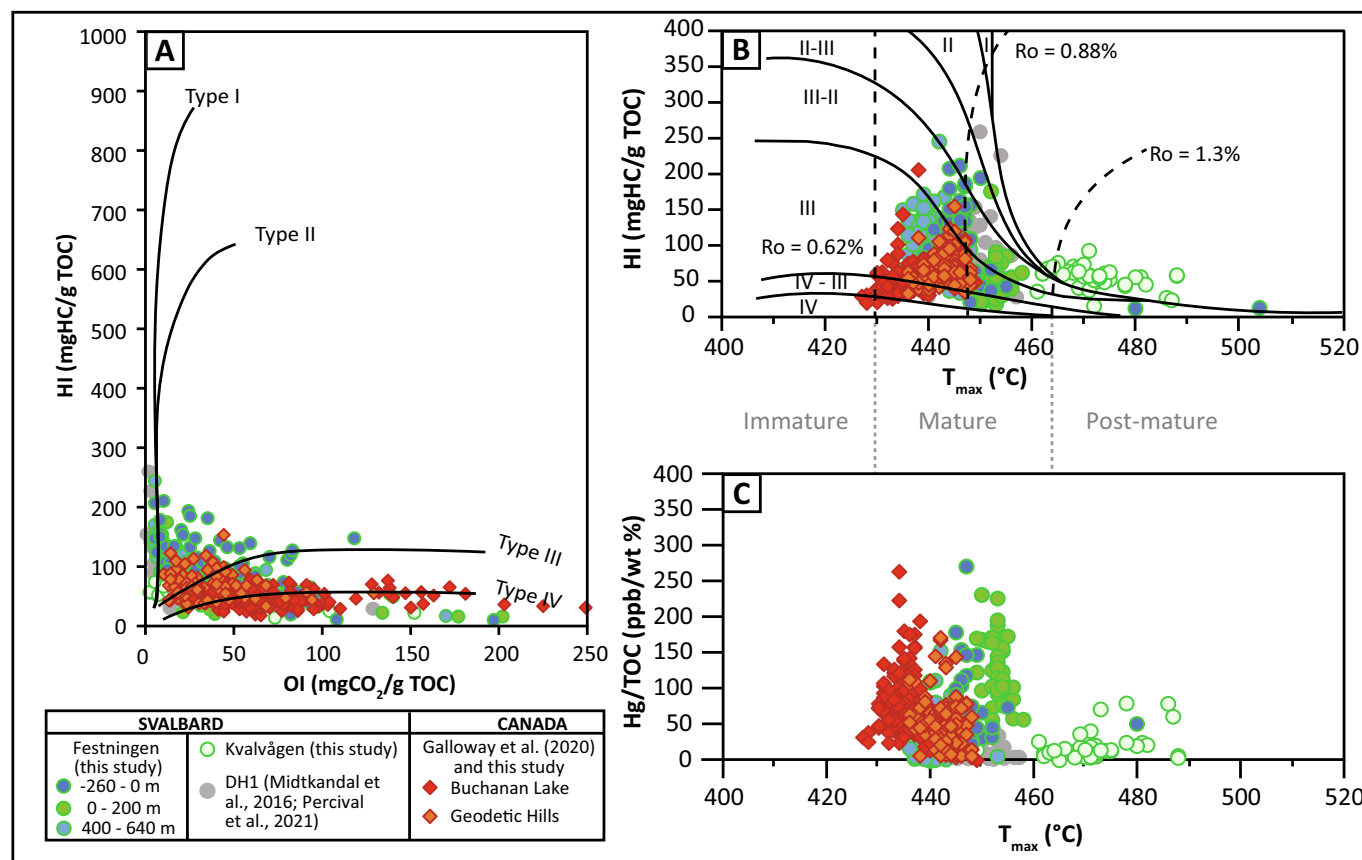 A
1000
900
800
700
600
500
400
300
200
100
0
HI (mgHC/g TOC)
Type I
Type II
Type III
Type IV
0
50
100
150
200
250
OI (mgCO₂/g TOC)
B
400
350
300
250
200
150
100
50
0
HI (mgHC/g TOC)
II-III
II
I
Ro = 0.88%
III-II
Ro = 1.3%
III
Ro = 0.62%
IV - III
IV
400
420
440
460
480
500
520
Tmax (°C)
Immature
Mature
Post-mature
C
400
350
300
250
200
150
100
50
0
Hg/TOC (ppb/wt %)
400
420
440
460
480
500
520
Tmax (°C)
SVALBARD
Festningen
(this study)
-260 - 0 m
0 - 200 m
400 - 640 m
Kvalvågen (this study)
DH1 (Midtkandal
et al., 2016; Percival
et al., 2021)
CANADA
Galloway et al. (2020)
and this study
Buchanan Lake
Geodetic Hills